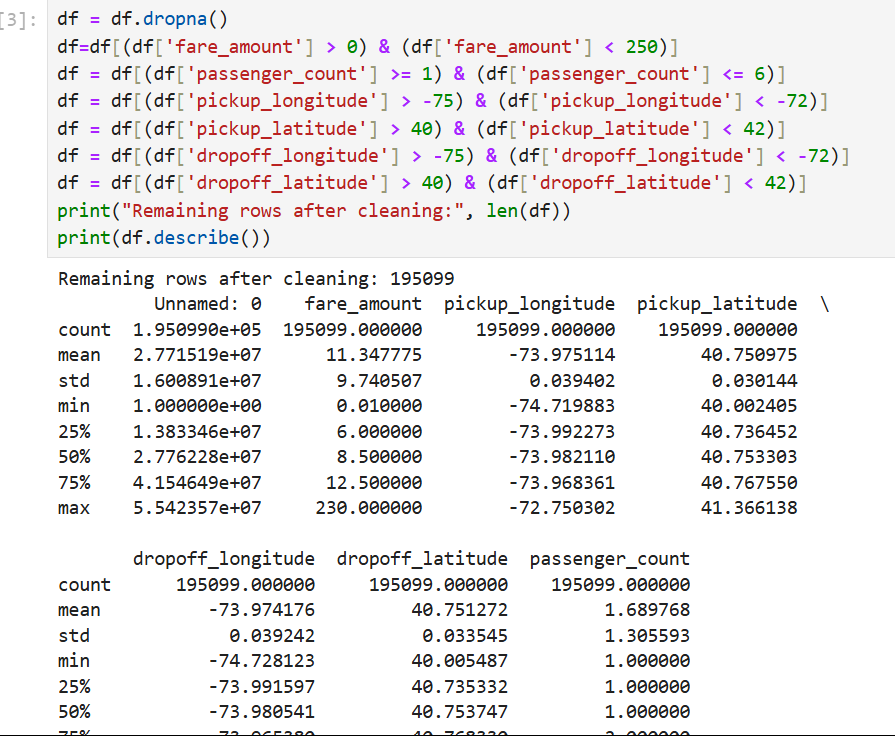 [3]:
df = df.dropna()
df=df[(df['fare_amount'] > 0) & (df['fare_amount'] < 250)]
df = df[(df['passenger_count'] >= 1) & (df['passenger_count'] <= 6)]
df = df[(df['pickup_longitude'] > -75) & (df['pickup_longitude'] < -72)]
df = df[(df['pickup_latitude'] > 40) & (df['pickup_latitude'] < 42)]
df = df[(df['dropoff_longitude'] > -75) & (df['dropoff_longitude'] < -72)]
df = df[(df['dropoff_latitude'] > 40) & (df['dropoff_latitude'] < 42)]
print("Remaining rows after cleaning:", len(df))
print(df.describe())
Remaining rows after cleaning: 195099
Unnamed: 0 fare_amount pickup_longitude pickup_latitude \
count 1.950990e+05 195099.000000 195099.000000 195099.000000
mean 2.771519e+07 11.347775 -73.975114 40.750975
std 1.600891e+07 9.740507 0.039402 0.030144
min 1.000000e+00 0.010000 -74.719883 40.002405
25% 1.383346e+07 6.000000 -73.992273 40.736452
50% 2.776228e+07 8.500000 -73.982110 40.753303
75% 4.154649e+07 12.500000 -73.968361 40.767550
max 5.542357e+07 230.000000 -72.750302 41.366138
dropoff_longitude dropoff_latitude passenger_count
count 195099.000000 195099.000000 195099.000000
mean -73.974176 40.751272 1.689768
std 0.039242 0.033545 1.305593
min -74.728123 40.005487 1.000000
25% -73.991597 40.735332 1.000000
50% -73.980541 40.753747 1.000000
75%